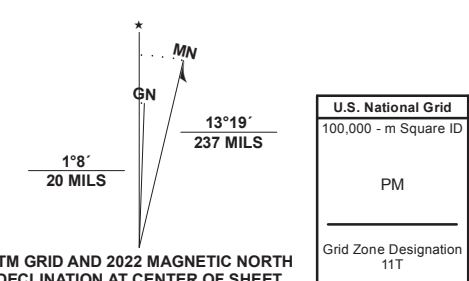 ★
MN
GN
13°19´
237 MILS
1°8´
20 MILS
TM GRID AND 2022 MAGNETIC NORTH
DECLINATION AT CENTER OF SHEET
U.S. National Grid
100,000 - m Square ID
PM
Grid Zone Designation
11T